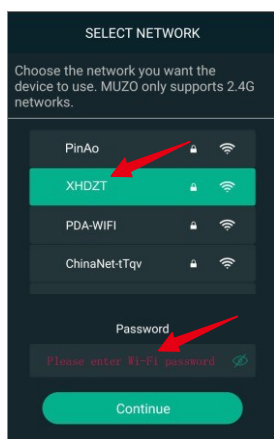 SELECT NETWORK
Choose the network you want the
device to use. MUZO only supports 2.4G
networks.
PinAo
XHDZT
PDA-WIFI
ChinaNet-tTqv
Password
Please enter Wi-Fi password
Continue